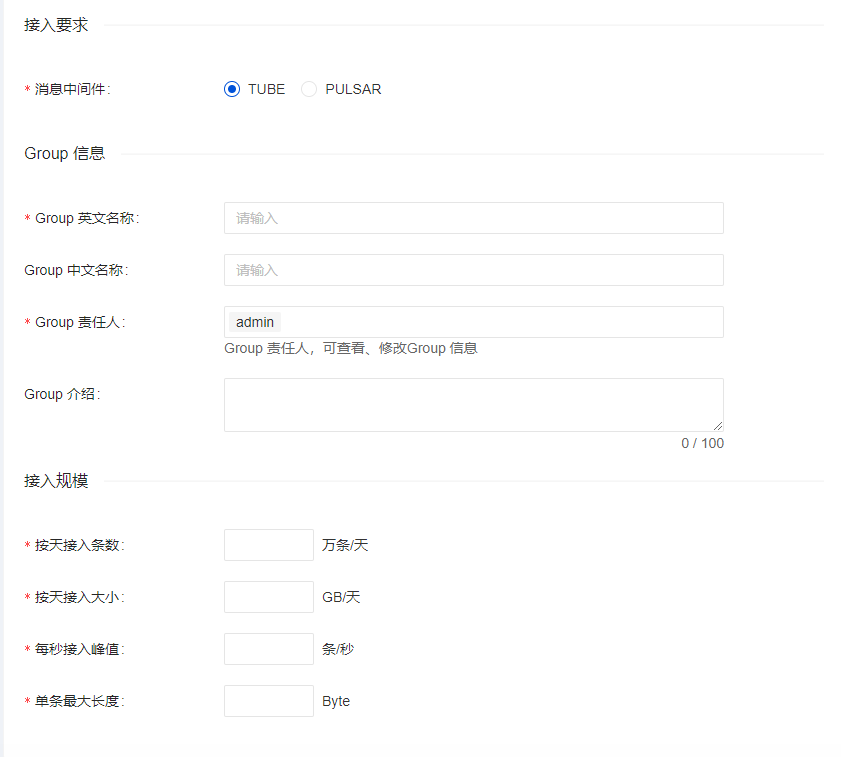 接入要求
* 消息中间件: TUBE PULSAR
Group 信息
* Group 英文名称: 请输入
Group 中文名称: 请输入
* Group 责任人: admin
Group 责任人，可查看、修改Group 信息
Group 介绍:
0 / 100
接入规模
* 按天接入条数: 万条/天
* 按天接入大小: GB/天
* 每秒接入峰值: 条/秒
* 单条最大长度: Byte